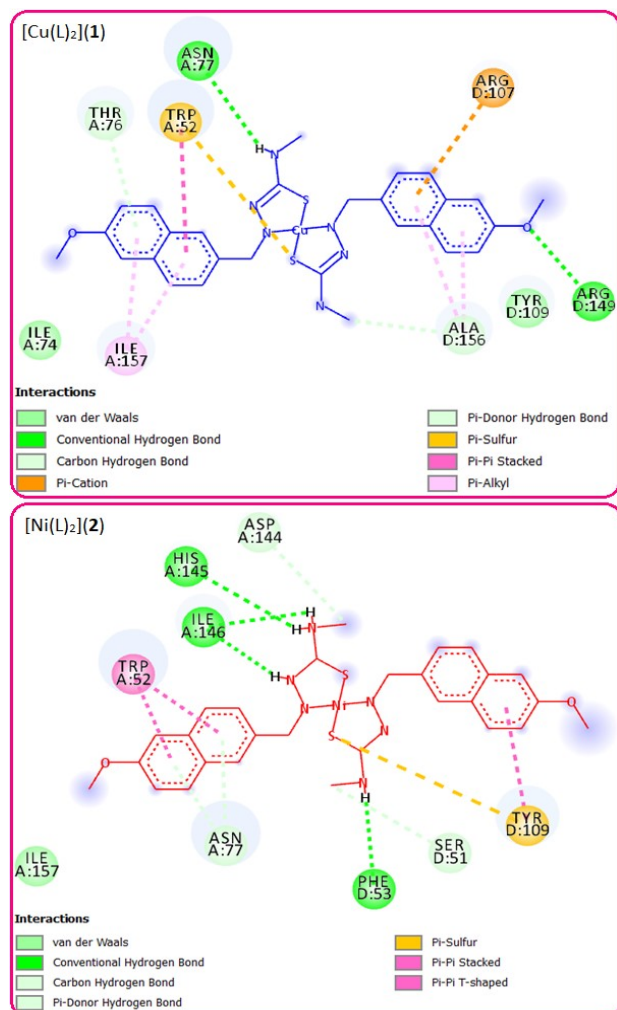 [Cu(L)₂](1)
ASN
A:77
ARG
D:107
THR
A:76
TRP
A:52
H
N
S
N
N
Cu
N
N
S
N
O
O
ILE
A:74
ILE
A:157
ALA
D:156
TYR
D:109
ARG
D:149
Interactions
van der Waals
Conventional Hydrogen Bond
Carbon Hydrogen Bond
Pi-Cation
Pi-Donor Hydrogen Bond
Pi-Sulfur
Pi-Pi Stacked
Pi-Alkyl
[Ni(L)₂](2)
ASP
A:144
HIS
A:145
ILE
A:146
H
H
N
TRP
A:52
H
N
S
N
Ni
N
S
N
N
H
O
O
ASN
A:77
SER
D:51
TYR
D:109
ILE
A:157
PHE
D:53
Interactions
van der Waals
Conventional Hydrogen Bond
Carbon Hydrogen Bond
Pi-Donor Hydrogen Bond
Pi-Sulfur
Pi-Pi Stacked
Pi-Pi T-shaped